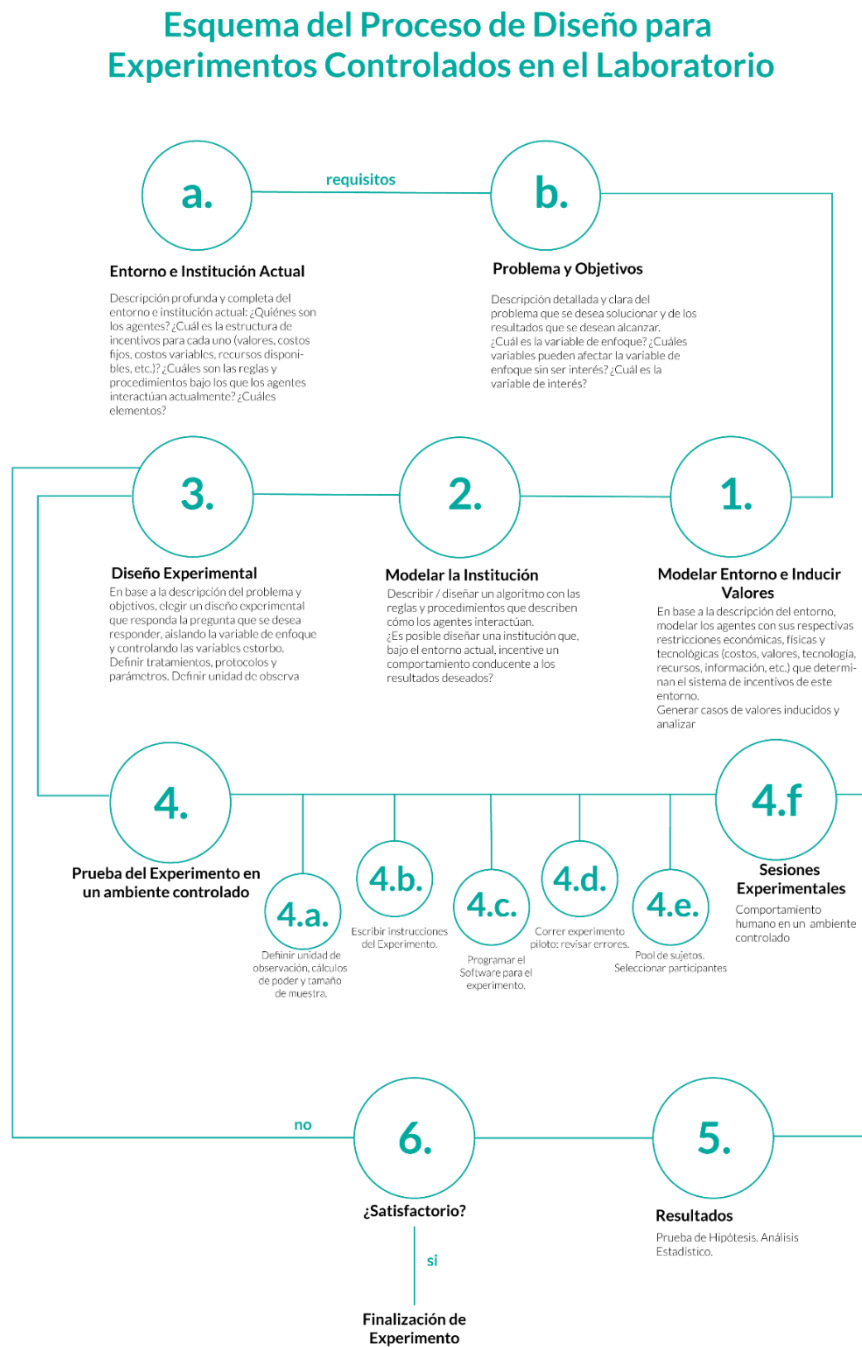 Esquema del Proceso de Diseño para
Experimentos Controlados en el Laboratorio
a.
requisitos
b.
Entorno e Institución Actual
Descripción profunda y completa del
entorno e institución actual: ¿Quiénes son
los agentes? ¿Cuál es la estructura de
incentivos para cada uno (valores, costos
fijos, costos variables, recursos disponi-
bles, etc.)? ¿Cuáles son las reglas y
procedimientos bajo los que los agentes
interactúan actualmente? ¿Cuáles
elementos?
Problema y Objetivos
Descripción detallada y clara del
problema que se desea solucionar y de los
resultados que se desean alcanzar.
¿Cuál es la variable de enfoque? ¿Cuáles
variables pueden afectar la variable de
enfoque sin ser interés? ¿Cuál es la
variable de interés?
3.
2.
1.
Diseño Experimental
En base a la descripción del problema y
objetivos, elegir un diseño experimental
que responda la pregunta que se desea
responder, aislando la variable de enfoque
y controlando las variables estorbo.
Definir tratamientos, protocolos y
parámetros. Definir unidad de observa
Modelar la Institución
Describir / diseñar un algoritmo con las
reglas y procedimientos que describen
cómo los agentes interactúan.
¿Es posible diseñar una institución que,
bajo el entorno actual, incentive un
comportamiento conducente a los
resultados deseados?
Modelar Entorno e Inducir
Valores
En base a la descripción del entorno,
modelar los agentes con sus respectivas
restricciones económicas, físicas y
tecnológicas (costos, valores, tecnología,
recursos, información, etc.) que determi-
nan el sistema de incentivos de este
entorno.
Generar casos de valores inducidos y
analizar
4.
Prueba del Experimento en
un ambiente controlado
4.a.
Defiinir unidad de
observación, cálculos
de poder y tamaño
de muestra.
4.b.
Escribir instrucciones
del Experimento.
4.c.
Programar el
Software para el
experimento.
4.d.
Correr experimento
piloto: revisar errores.
4.e.
Pool de sujetos.
Seleccionar participantes
4.f
Sesiones
Experimentales
Comportamiento
humano en un ambiente
controlado
no
6.
¿Satisfactorio?
si
Finalización de
Experimento
5.
Resultados
Prueba de Hipótesis. Análisis
Estadístico.